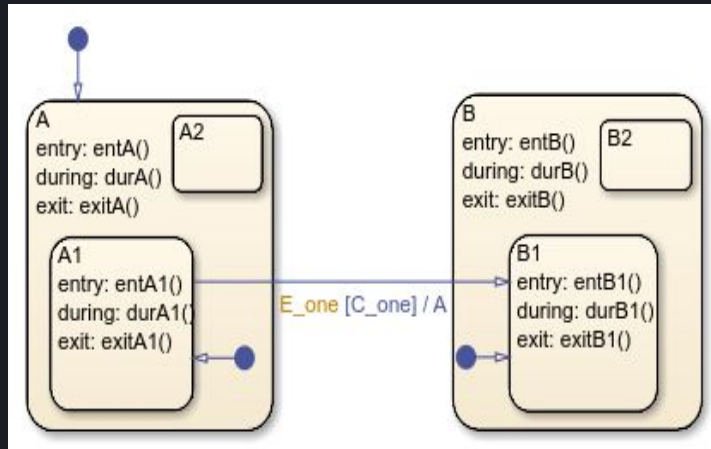 A
entry: entA()
during: durA()
exit: exitA()
A2
A1
entry: entA1()
during: durA1()
exit: exitA1()
E_one [C_one] / A
B
entry: entB()
during: durB()
exit: exitB()
B2
B1
entry: entB1()
during: durB1()
exit: exitB1()